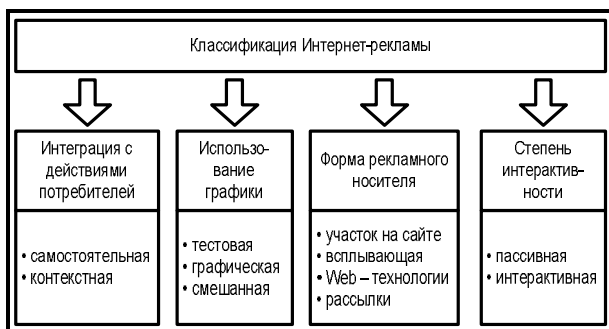 Классификация Интернет-рекламы
Интеграция с
действиями
потребителей
• самостоятельная
• контекстная
Использо-
вание
графики
• тестовая
• графическая
• смешанная
Форма рекламного
носителя
• участок на сайте
• всплывающая
• Web – технологии
• рассылки
Степень
интерактив-
ности
• пассивная
• интерактивная